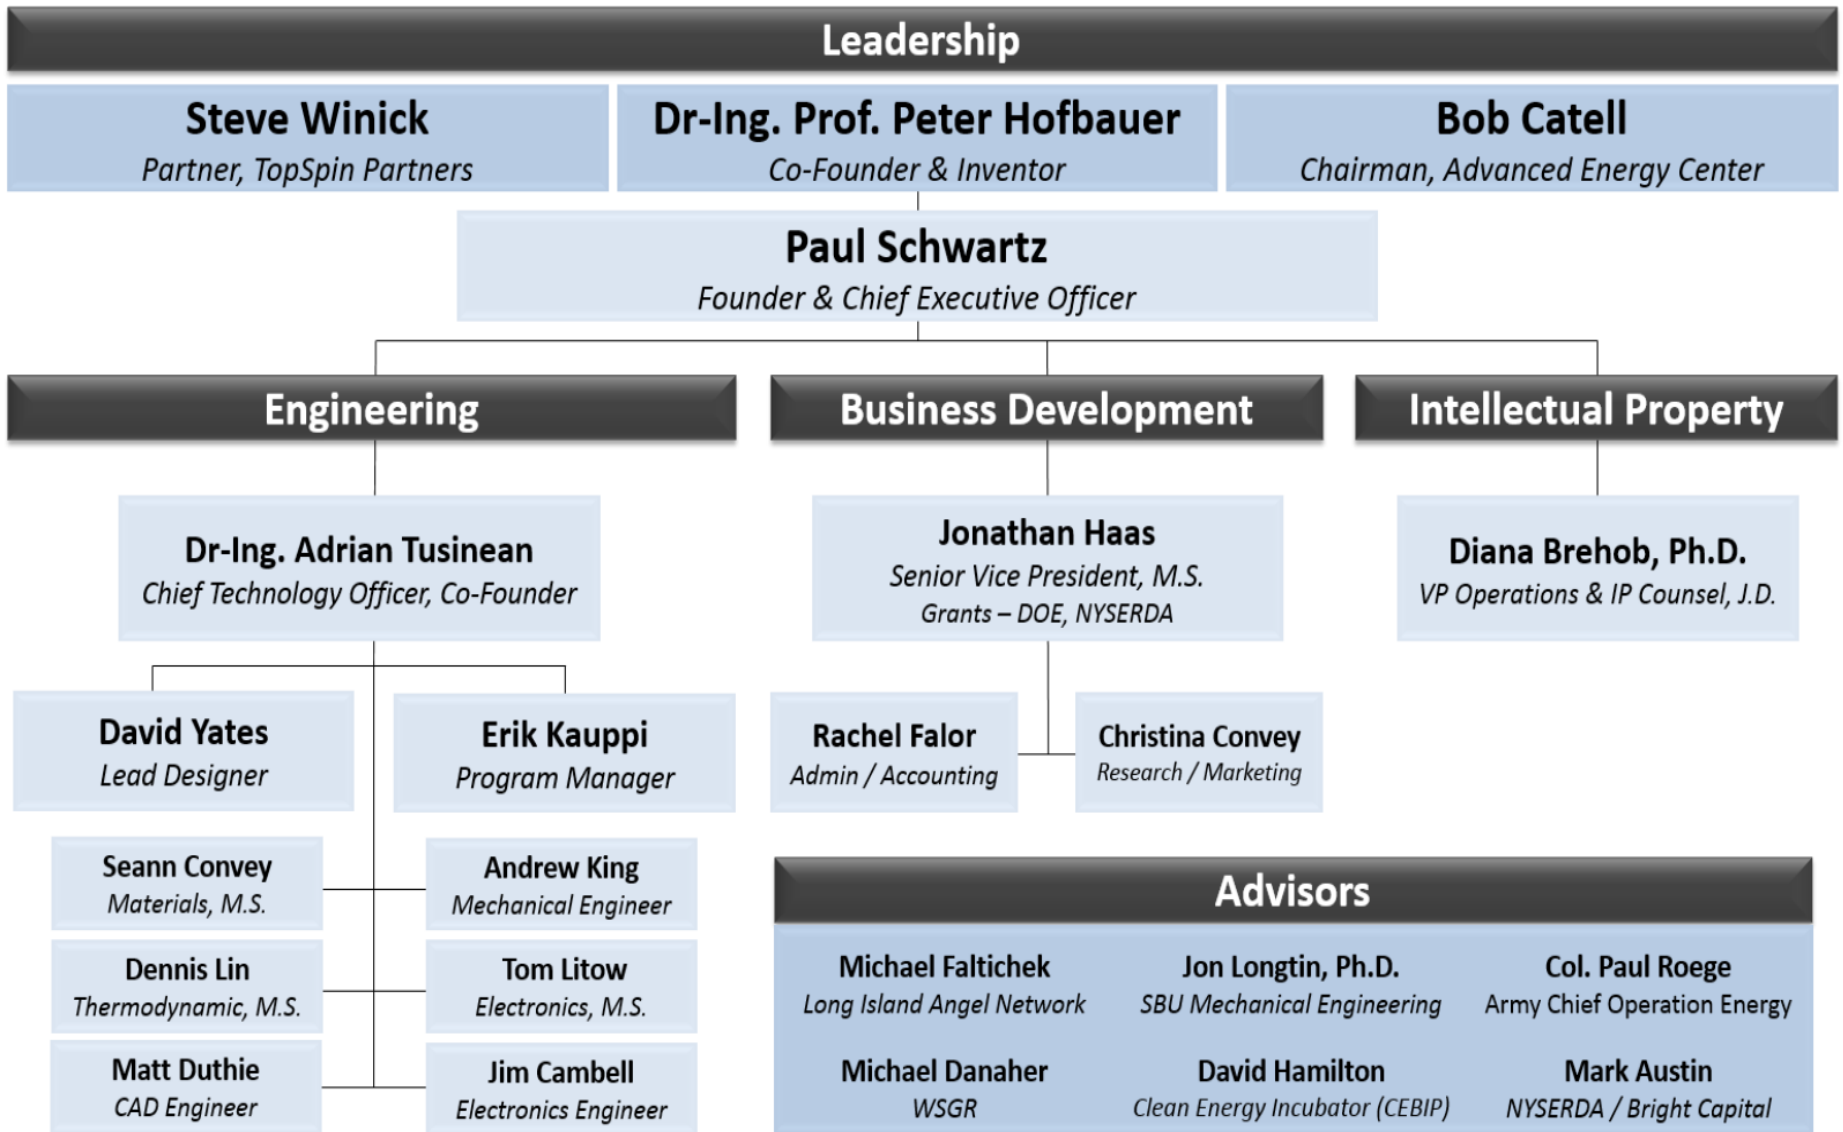 Leadership
Steve Winick
Partner, TopSpin Partners
Dr-Ing. Prof. Peter Hofbauer
Co-Founder & Inventor
Bob Catell
Chairman, Advanced Energy Center
Paul Schwartz
Founder & Chief Executive Officer
Engineering
Dr-Ing. Adrian Tusinean
Chief Technology Officer, Co-Founder
David Yates
Lead Designer
Erik Kauppi
Program Manager
Seann Convey
Materials, M.S.
Andrew King
Mechanical Engineer
Dennis Lin
Thermodynamic, M.S.
Tom Litow
Electronics, M.S.
Matt Duthie
CAD Engineer
Jim Cambell
Electronics Engineer
Business Development
Jonathan Haas
Senior Vice President, M.S.
Grants – DOE, NYSERDA
Rachel Falor
Admin / Accounting
Christina Convey
Research / Marketing
Intellectual Property
Diana Brehob, Ph.D.
VP Operations & IP Counsel, J.D.
Advisors
Michael Faltichek
Long Island Angel Network
Jon Longtin, Ph.D.
SBU Mechanical Engineering
Col. Paul Roege
Army Chief Operation Energy
Michael Danaher
WSGR
David Hamilton
Clean Energy Incubator (CEBIP)
Mark Austin
NYSERDA / Bright Capital